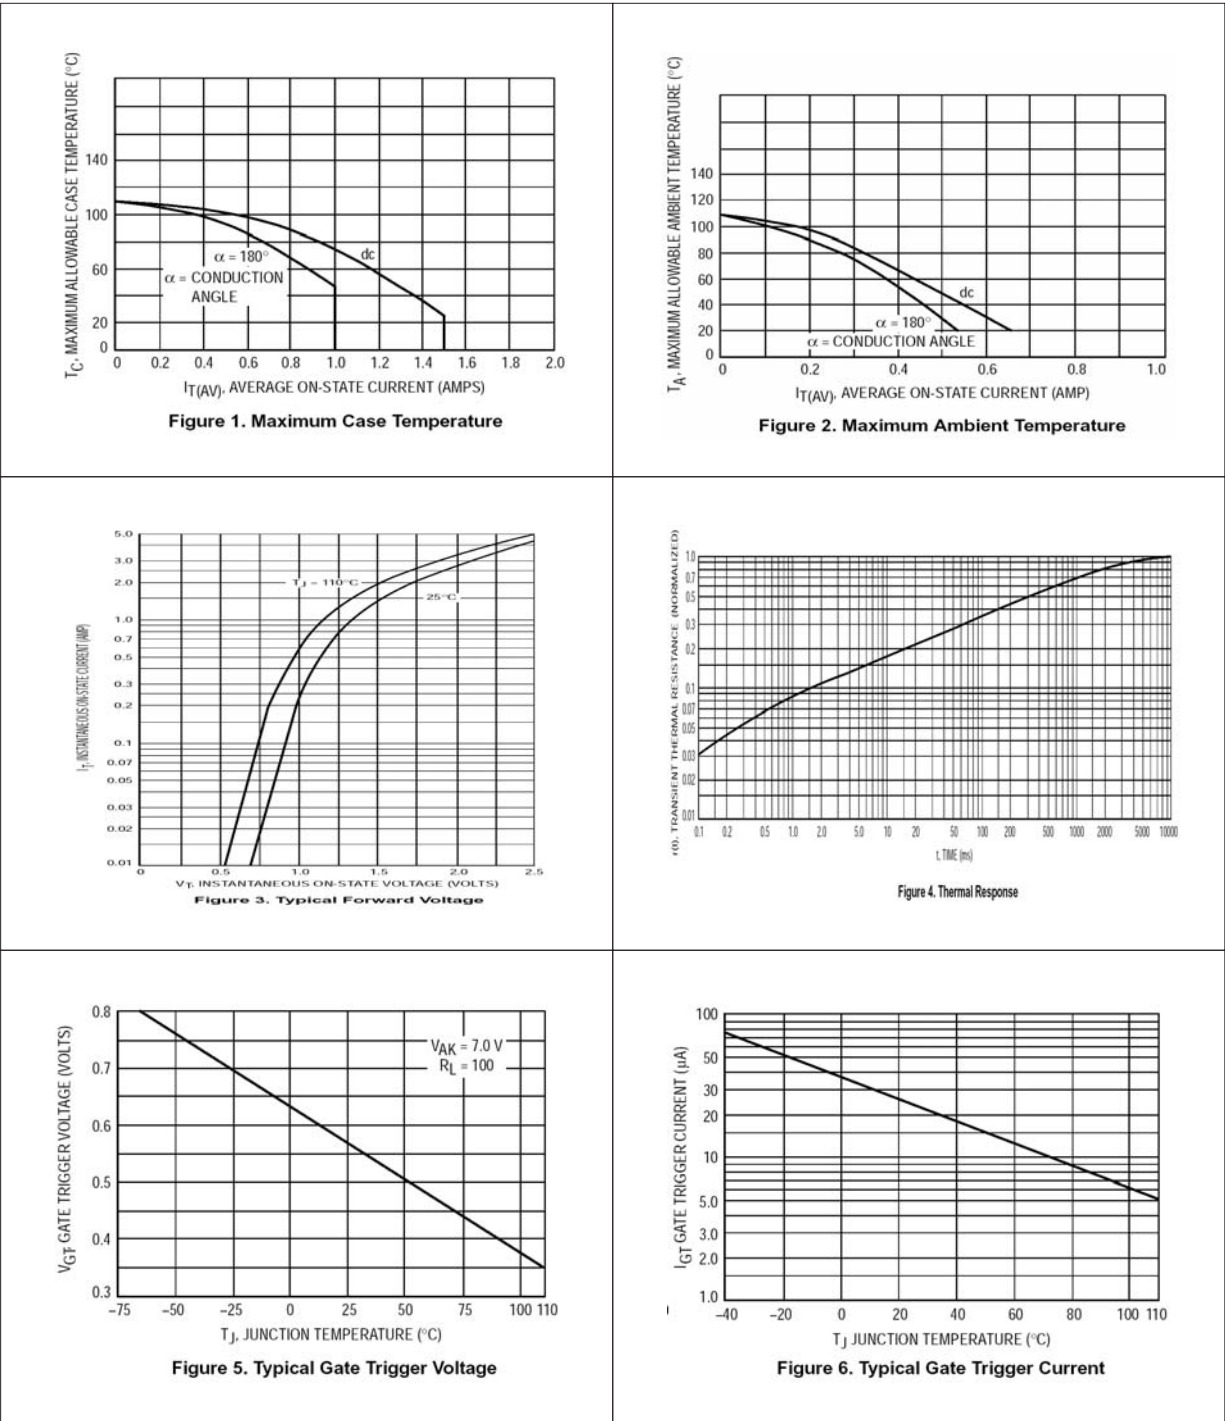 TC, MAXIMUM ALLOWABLE CASE TEMPERATURE (°C)
140
100
60
20
0
α = 180°
α = CONDUCTION
ANGLE
dc
0 0.2 0.4 0.6 0.8 1.0 1.2 1.4 1.6 1.8 2.0
IT(AV), AVERAGE ON-STATE CURRENT (AMPS)
Figure 1. Maximum Case Temperature
TA, MAXIMUM ALLOWABLE AMBIENT TEMPERATURE (°C)
140
120
100
80
60
40
20
0
dc
α = 180°
α = CONDUCTION ANGLE
0 0.2 0.4 0.6 0.8 1.0
IT(AV), AVERAGE ON-STATE CURRENT (AMP)
Figure 2. Maximum Ambient Temperature
IT, INSTANTANEOUS ON-STATE CURRENT (AMP)
5.0
3.0
2.0
1.0
0.7
0.5
0.3
0.2
0.1
0.07
0.05
0.03
0.02
0.01
TJ = 110°C
25°C
0 0.5 1.0 1.5 2.0 2.5
VT, INSTANTANEOUS ON-STATE VOLTAGE (VOLTS)
Figure 3. Typical Forward Voltage
r(t), TRANSIENT THERMAL RESISTANCE (NORMALIZED)
1.0
0.7
0.5
0.3
0.2
0.1
0.07
0.05
0.03
0.02
0.01
0.1 0.2 0.5 1.0 2.0 5.0 10 20 50 100 200 500 1000 2000 5000 10000
t, TIME (ms)
Figure 4. Thermal Response
VGT, GATE TRIGGER VOLTAGE (VOLTS)
0.8
0.7
0.6
0.5
0.4
0.3
VAK = 7.0 V
RL = 100
–75 –50 –25 0 25 50 75 100 110
TJ, JUNCTION TEMPERATURE (°C)
Figure 5. Typical Gate Trigger Voltage
IGT GATE TRIGGER CURRENT (µA)
100
50
30
20
10
5.0
3.0
2.0
1.0
–40 –20 0 20 40 60 80 100 110
TJ JUNCTION TEMPERATURE (°C)
Figure 6. Typical Gate Trigger Current